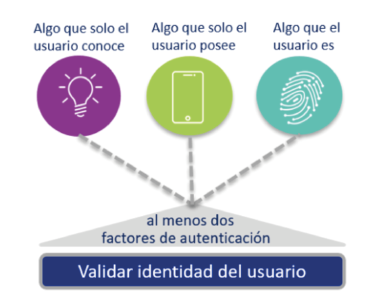 Algo que solo el
usuario conoce
Algo que solo el
usuario posee
Algo que el
usuario es
al menos dos
factores de autenticación
Validar identidad del usuario